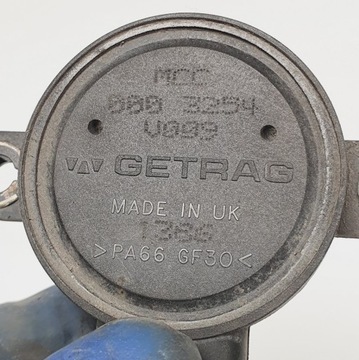 MCC
000 3254
V009
GETRAG
MADE IN UK
1386
>PA66 GF30<